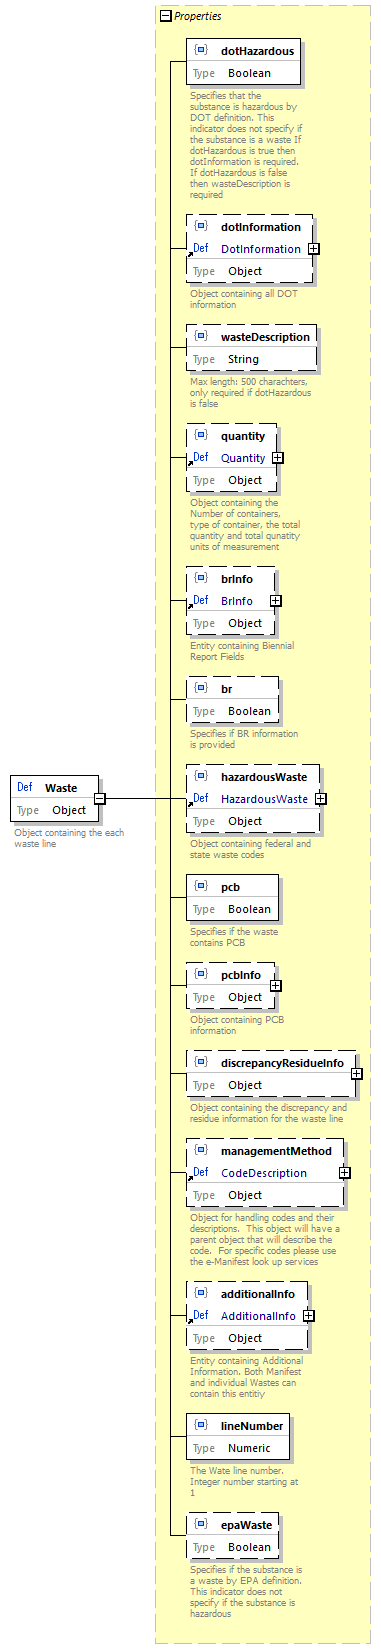 Properties
dotHazardous
Type Boolean
Specifies that the
substance is hazardous by
DOT definition. This
indicator does not specify if
the substance is a waste If
dotHazardous is true then
dotInformation is required.
If dotHazardous is false
then wasteDescription is
required
dotInformation
Def DotInformation
Type Object
Object containing all DOT
information
wasteDescription
Type String
Max length: 500 charachters,
only required if dotHazardous
is false
quantity
Def Quantity
Type Object
Object containing the
Number of containers,
type of container, the total
quantity and total qunatity
units of measurement
brInfo
Def BrInfo
Type Object
Entity containing Biennial
Report Fields
br
Type Boolean
Specifies if BR information
is provided
Def Waste
Type Object
Object containing the each
waste line
hazardousWaste
Def HazardousWaste
Type Object
Object containing federal and
state waste codes
pcb
Type Boolean
Specifies if the waste
contains PCB
pcbInfo
Type Object
Object containing PCB
information
discrepancyResidueInfo
Type Object
Object containing the discrepancy and
residue information for the waste line
managementMethod
Def CodeDescription
Type Object
Object for handling codes and their
descriptions. This object will have a
parent object that will describe the
code. For specific codes please use
the e-Manifest look up services
additionalInfo
Def AdditionalInfo
Type Object
Entity containing Additional
Information. Both Manifest
and individual Wastes can
contain this entitiy
lineNumber
Type Numeric
The Wate line number.
Integer number starting at
1
epaWaste
Type Boolean
Specifies if the substance is
a waste by EPA definition.
This indicator does not
specify if the substance is
hazardous